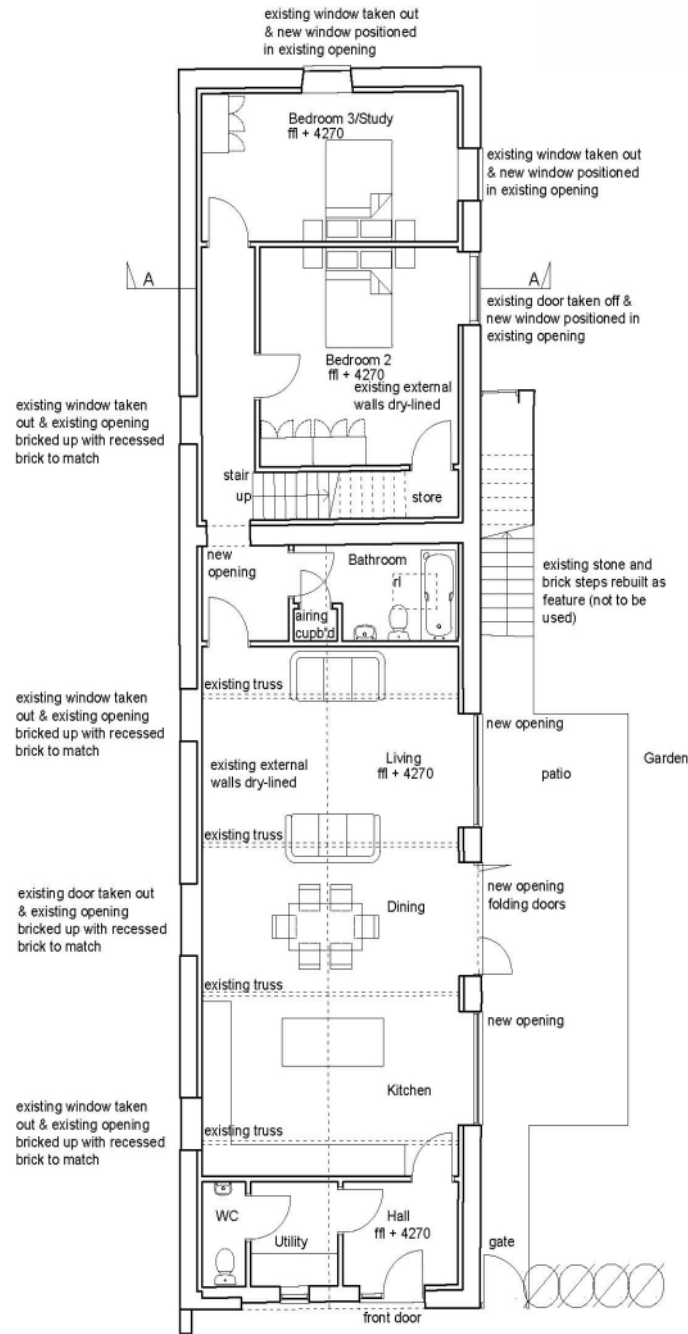 existing window taken out
& new window positioned
in existing opening
Bedroom 3/Study
ffl + 4270
existing window taken out
& new window positioned
in existing opening
A
A
existing door taken off &
new window positioned in
existing opening
Bedroom 2
ffl + 4270
existing external
walls dry-lined
existing window taken
out & existing opening
bricked up with recessed
brick to match
stair
up
store
new
opening
Bathroom
rl
airing
cupb'd
existing stone and
brick steps rebuilt as
feature (not to be
used)
existing truss
existing window taken
out & existing opening
bricked up with recessed
brick to match
new opening
existing external
walls dry-lined
Living
ffl + 4270
patio
Garden
existing truss
existing door taken out
& existing opening
bricked up with recessed
brick to match
Dining
new opening
folding doors
existing truss
new opening
Kitchen
existing window taken
out & existing opening
bricked up with recessed
brick to match
existing truss
WC
Utility
Hall
ffl + 4270
gate
front door